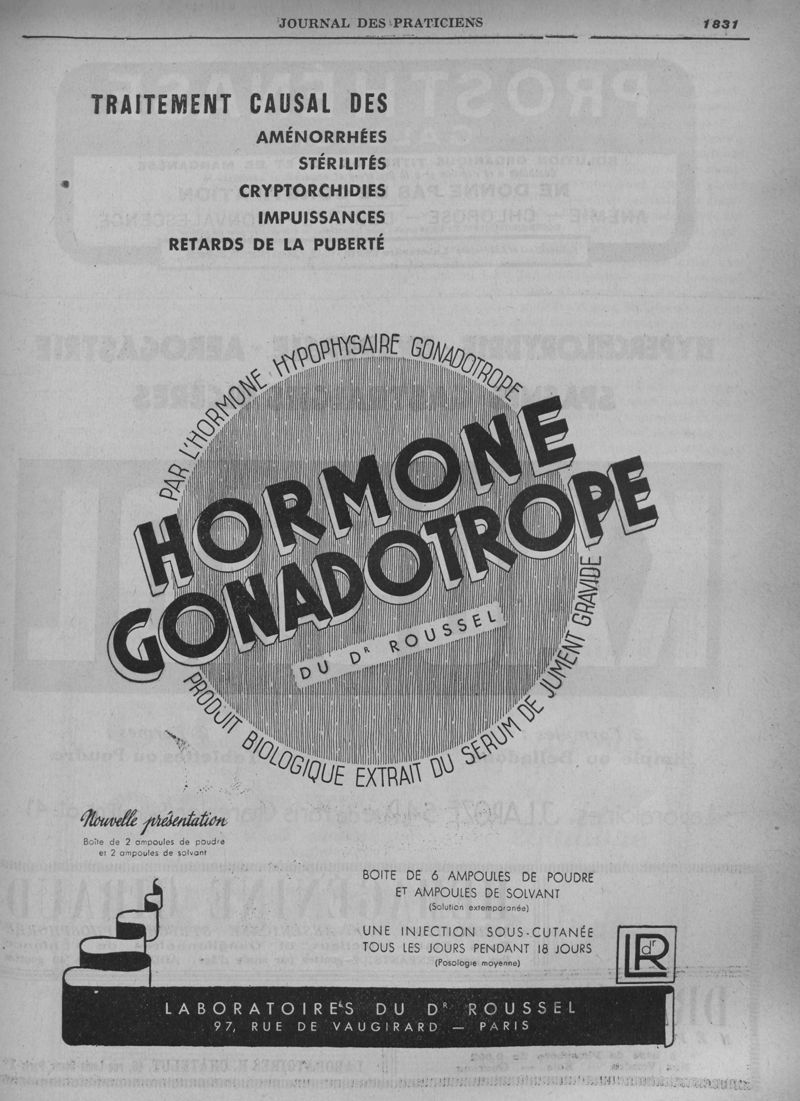 JOURNAL DES PRATICIENS
1831
TRAITEMENT CAUSAL DES
AMÉNORRHÉES
STÉRILITÉS
CRYPTORCHIDIES
IMPUISSANCES
RETARDS DE LA PUBERTÉ
PAR L'HORMONE HYPOPHYSAIRE GONADOTROPE
HORMONE
GONADOTROPE
DU DR ROUSSEL
PRODUIT BIOLOGIQUE EXTRAIT DU SÉRUM DE JUMENT GRAVIDE
Nouvelle présentation
Boîte de 2 ampoules de poudre
et 2 ampoules de solvant
BOITE DE 6 AMPOULES DE POUDRE
ET AMPOULES DE SOLVANT
(Solution extemporanée)
UNE INJECTION SOUS-CUTANÉE
TOUS LES JOURS PENDANT 18 JOURS
(Posologie moyenne)
LdrR
LABORATOIRES DU DR ROUSSEL
97, RUE DE VAUGIRARD — PARIS